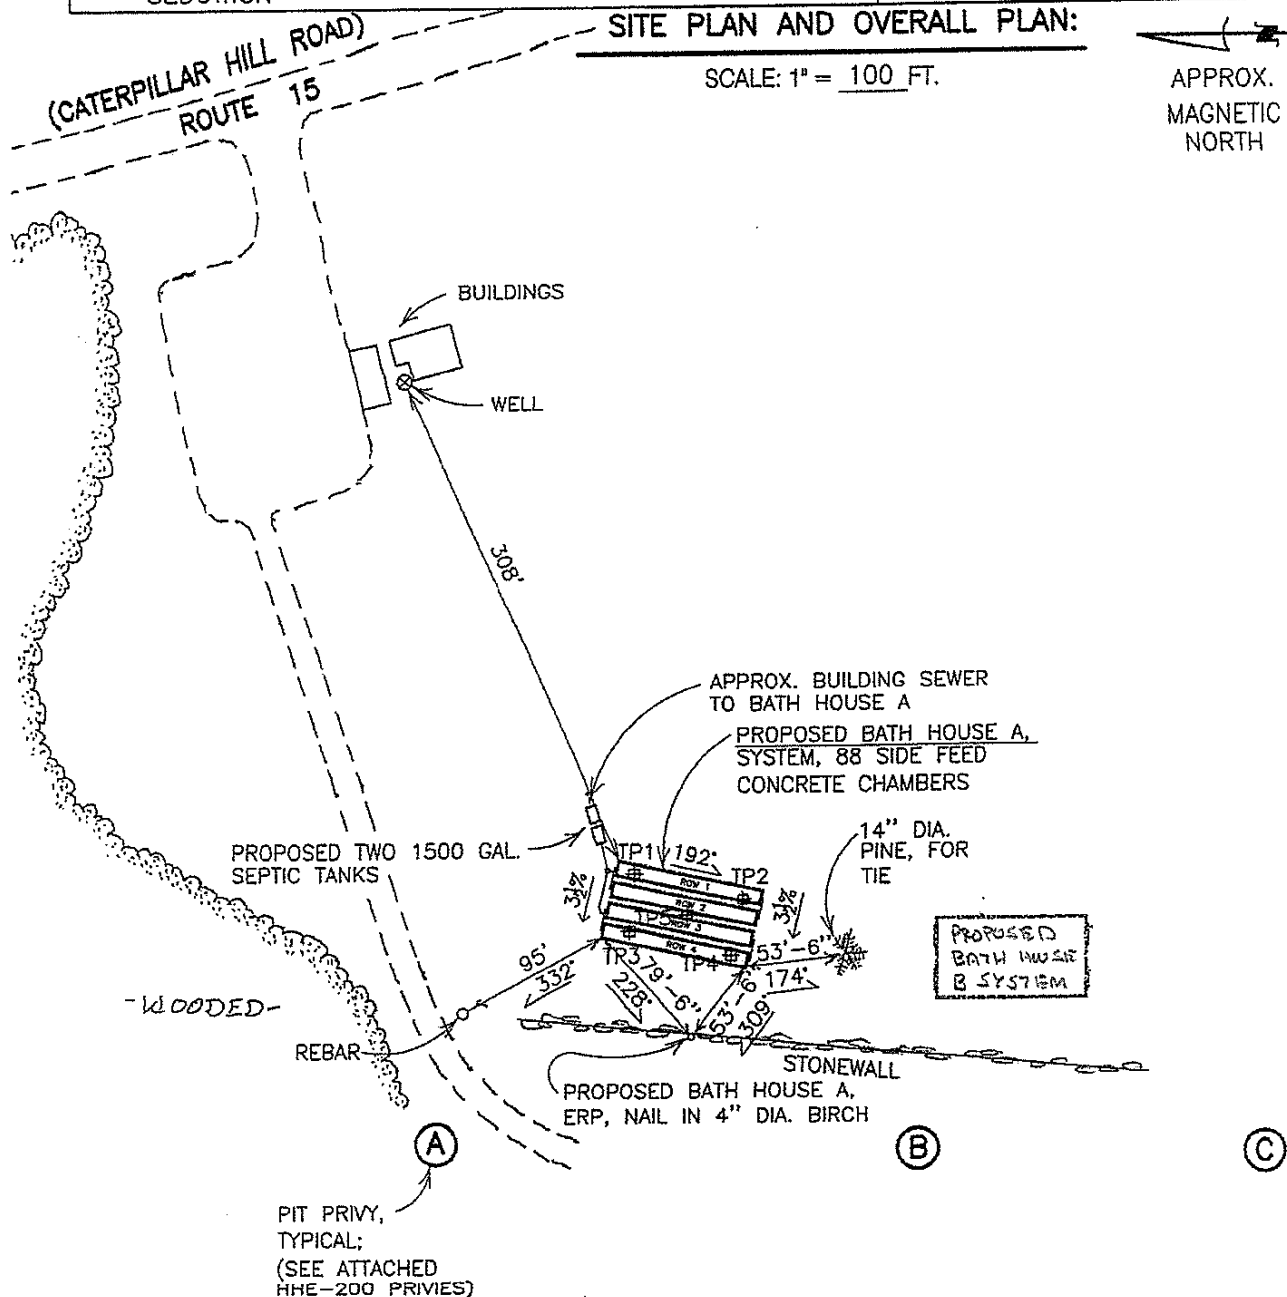 SITE PLAN AND OVERALL PLAN:
SCALE: 1" = 100 FT.
APPROX.
MAGNETIC
NORTH
(CATERPILLAR HILL ROAD)
ROUTE 15
BUILDINGS
WELL
308'
APPROX. BUILDING SEWER
TO BATH HOUSE A
PROPOSED BATH HOUSE A,
SYSTEM, 88 SIDE FEED
CONCRETE CHAMBERS
14" DIA.
PINE, FOR
TIE
PROPOSED TWO 1500 GAL.
SEPTIC TANKS
TP1
192°
TP2
ROW 1
ROW 2
TP5
ROW 3
ROW 4
3½%
3½%
TP3
TP4
53'-6"
174°
PROPOSED
BATH HOUSE
B SYSTEM
95'
332°
79'-6"
228°
53'-6"
309°
-WOODED-
REBAR
STONEWALL
PROPOSED BATH HOUSE A,
ERP, NAIL IN 4" DIA. BIRCH
A
B
C
PIT PRIVY,
TYPICAL;
(SEE ATTACHED
HHE-200 PRIVIES)